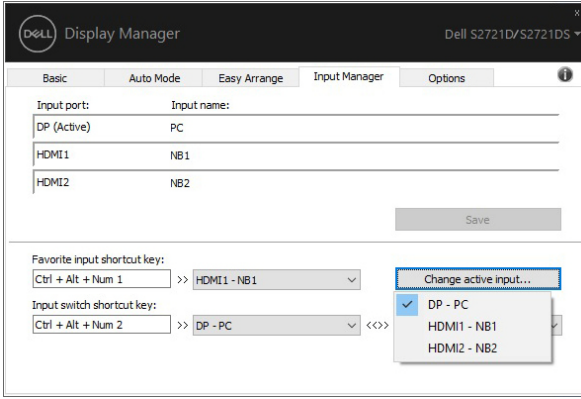 DELL Display Manager Dell S2721D/S2721DS
Basic Auto Mode Easy Arrange Input Manager Options
Input port: Input name:
DP (Active) PC
HDMI1 NB1
HDMI2 NB2
Save
Favorite input shortcut key:
Ctrl + Alt + Num 1 >> HDMI1 - NB1 Change active input...
Input switch shortcut key:
Ctrl + Alt + Num 2 >> DP - PC <<>>
DP - PC
HDMI1 - NB1
HDMI2 - NB2